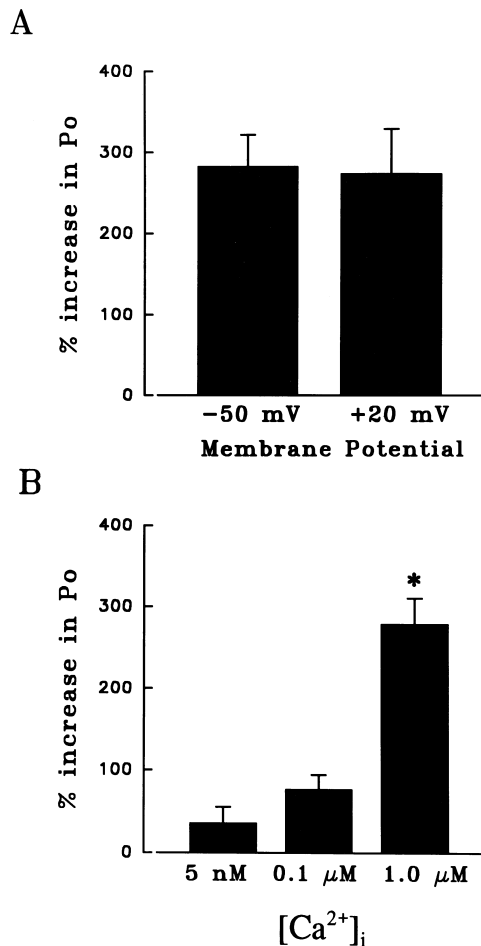 A
% increase in Po
400
300
200
100
0
−50 mV +20 mV
Membrane Potential
B
% increase in Po
400
300
200
100
0
*
5 nM 0.1 μM 1.0 μM
[Ca²⁺]ᵢ